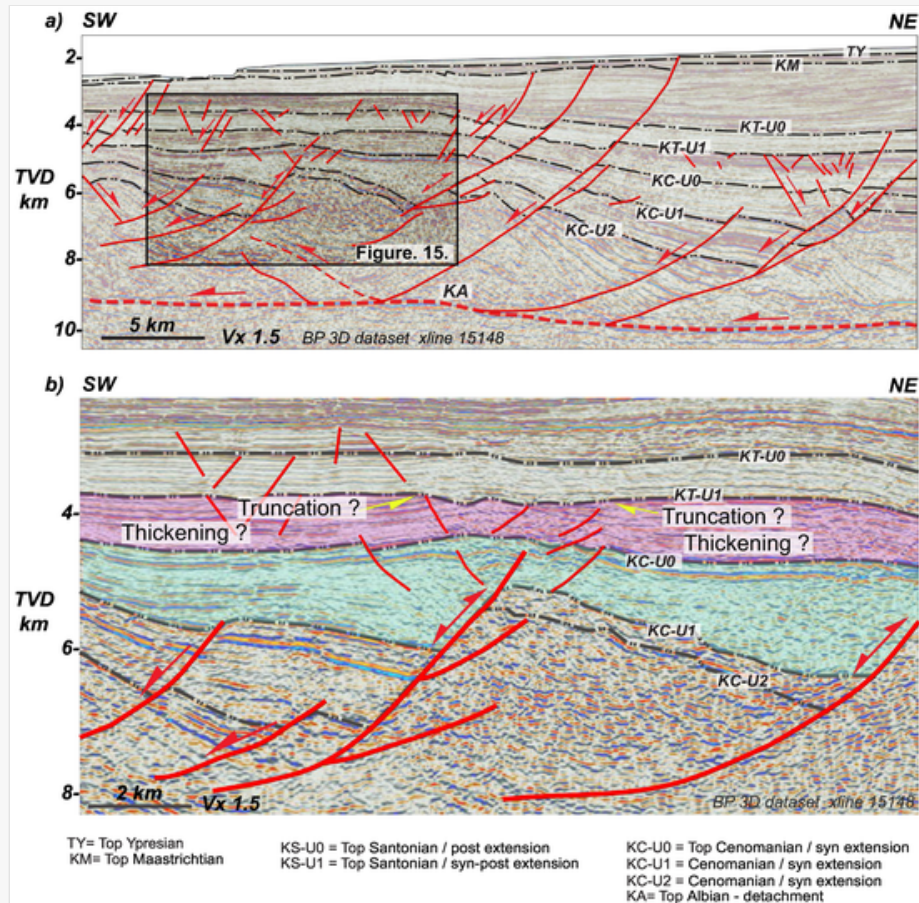 a) SW NE
TY
KM
2
KT-U0
4
KT-U1
TVD
km
KC-U0
6
KC-U1
KC-U2
Figure. 15.
8
KA
10
5 km Vx 1.5 BP 3D dataset xline 15148
b) SW NE
KT-U0
KT-U1
4
Truncation ?
Truncation ?
Thickening ?
Thickening ?
KC-U0
TVD
km
KC-U1
6
KC-U2
8
2 km Vx 1.5 BP 3D dataset xline 15148
TY= Top Ypresian
KM= Top Maastrichtian
KS-U0 = Top Santonian / post extension
KS-U1 = Top Santonian / syn-post extension
KC-U0 = Top Cenomanian / syn extension
KC-U1 = Cenomanian / syn extension
KC-U2 = Cenomanian / syn extension
KA= Top Albian - detachment